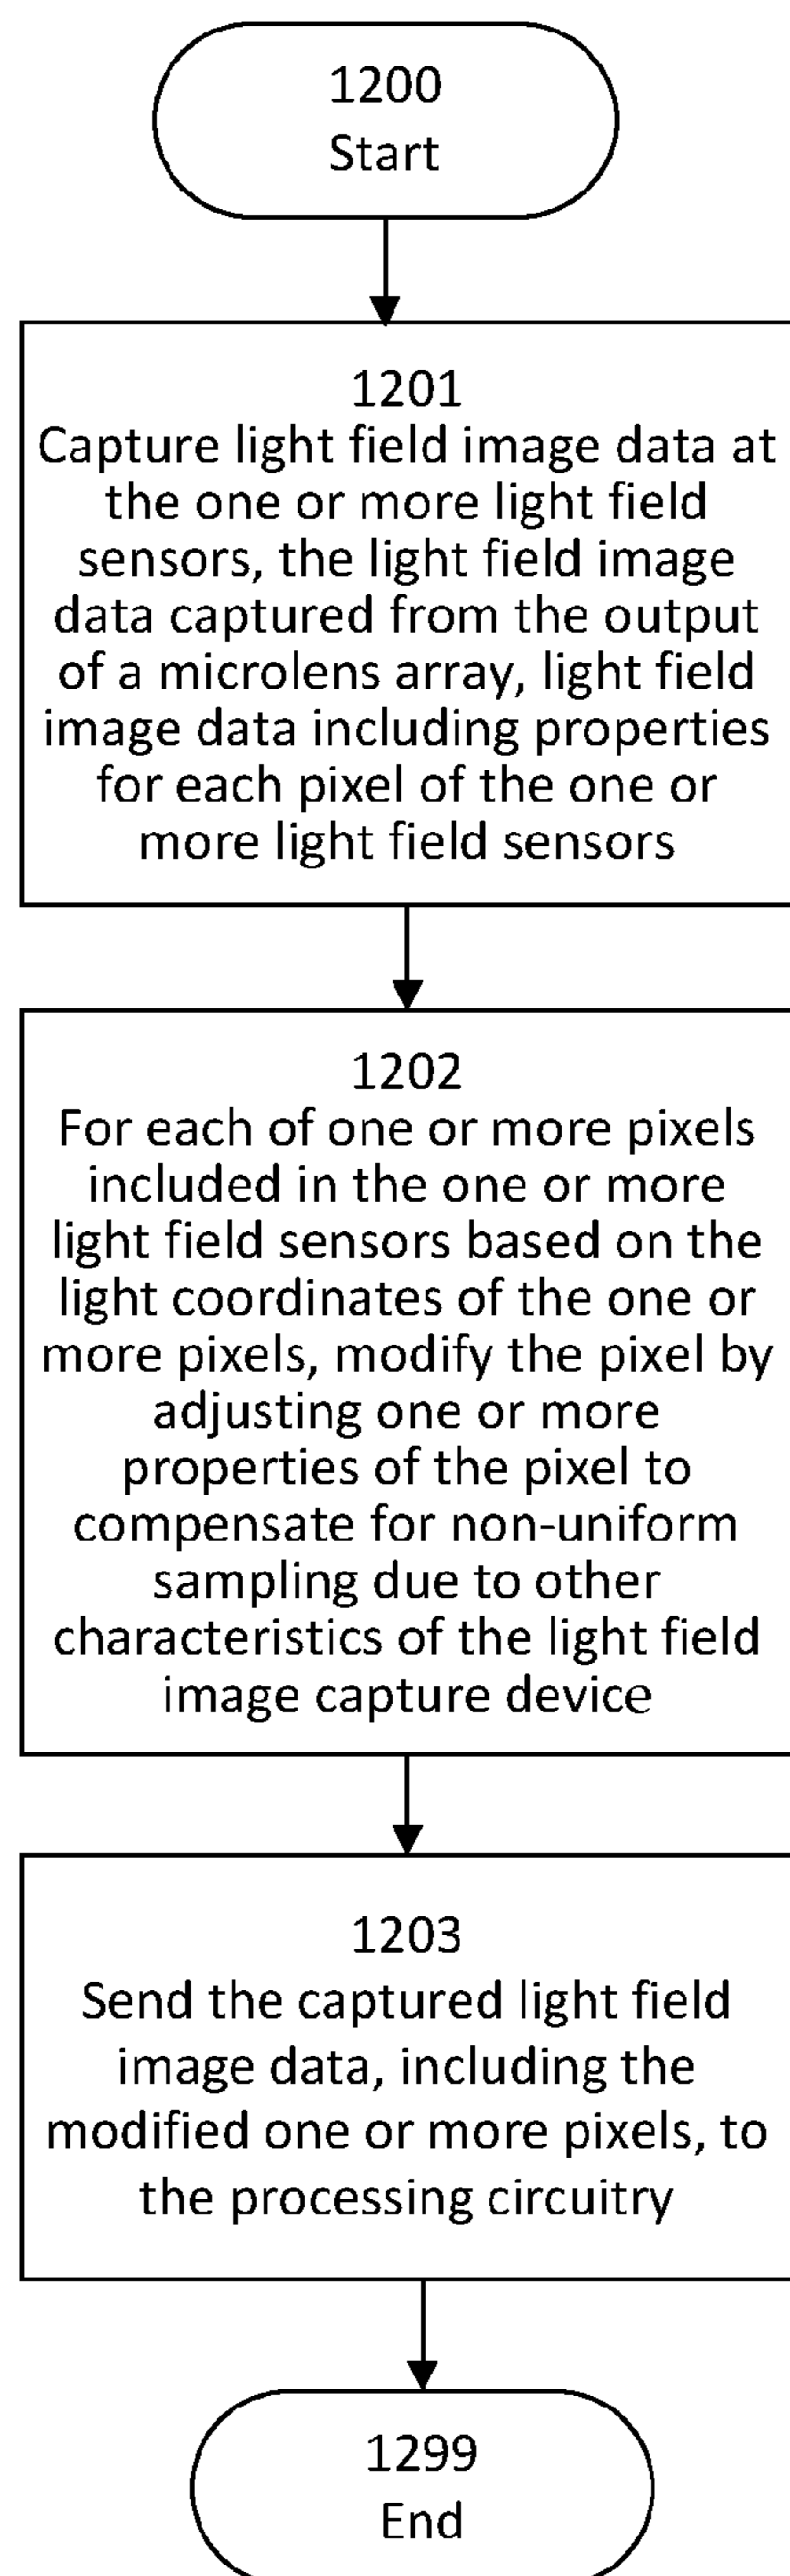 1200
Start
1201
Capture light field image data at
the one or more light field
sensors, the light field image
data captured from the output
of a microlens array, light field
image data including properties
for each pixel of the one or
more light field sensors
1202
For each of one or more pixels
included in the one or more
light field sensors based on the
light coordinates of the one or
more pixels, modify the pixel by
adjusting one or more
properties of the pixel to
compensate for non-uniform
sampling due to other
characteristics of the light field
image capture device
1203
Send the captured light field
image data, including the
modified one or more pixels, to
the processing circuitry
1299
End